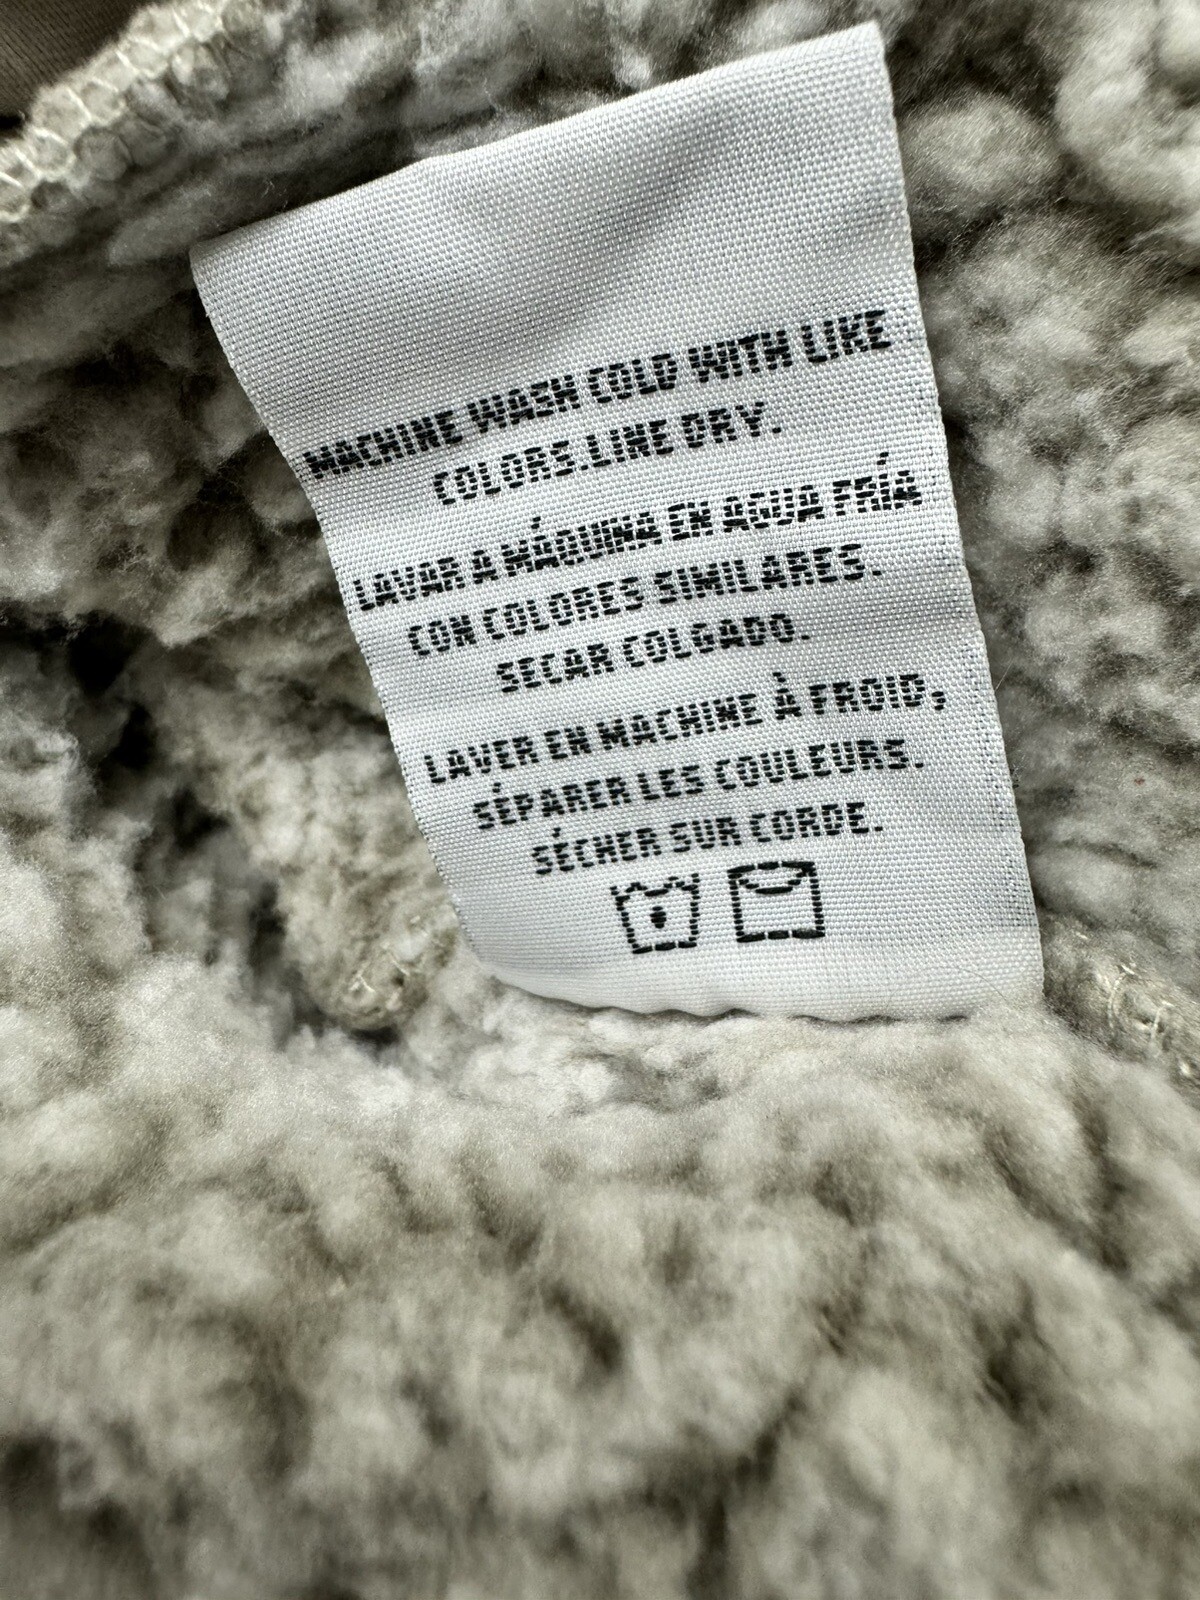 MACHINE WASH COLD WITH LIKE
COLORS.LINE DRY.
LAVAR A MÁQUINA EN AGUA FRÍA
CON COLORES SIMILARES.
SECAR COLGADO.
LAVER EN MACHINE À FROID,
SÉPARER LES COULEURS.
SÉCHER SUR CORDE.